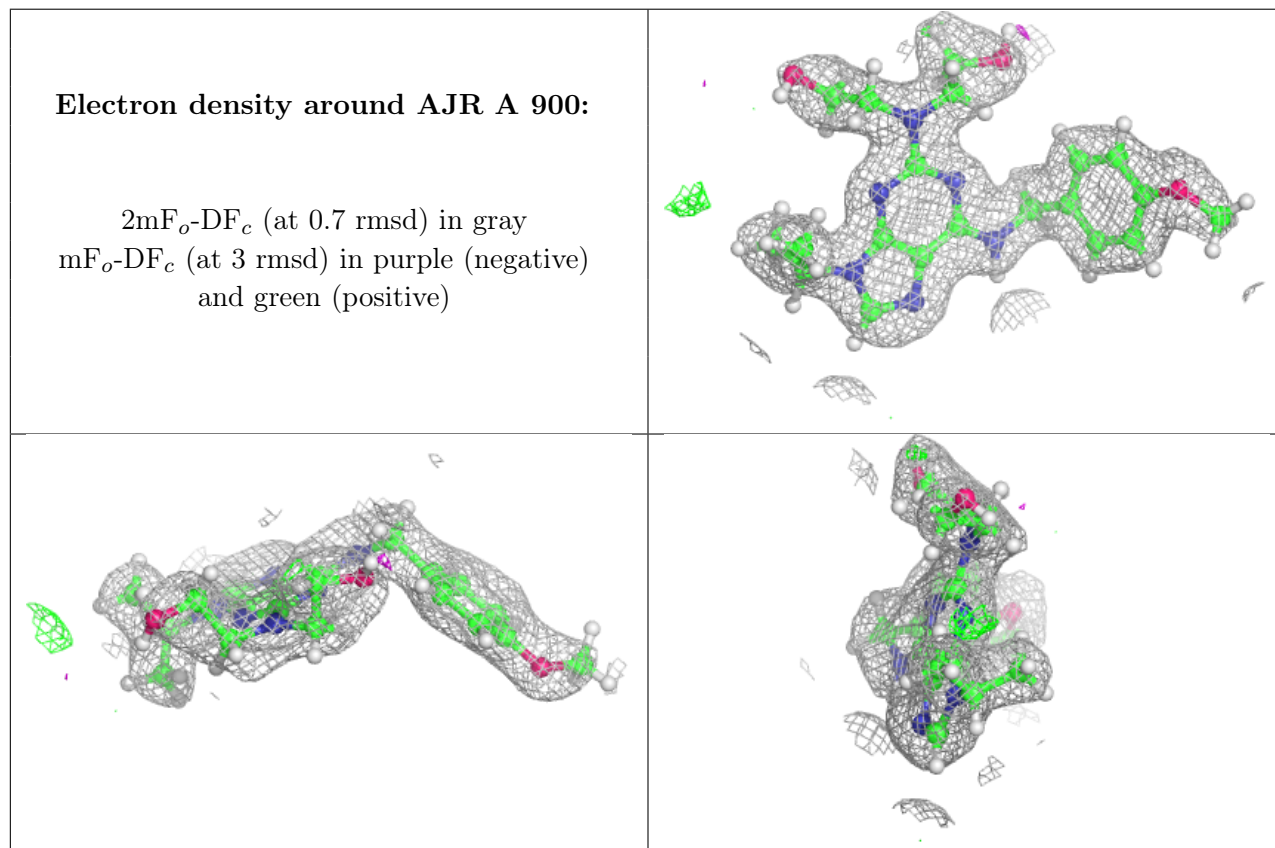 Electron density around AJR A 900:
2mFo-DFc (at 0.7 rmsd) in gray
mFo-DFc (at 3 rmsd) in purple (negative)
and green (positive)